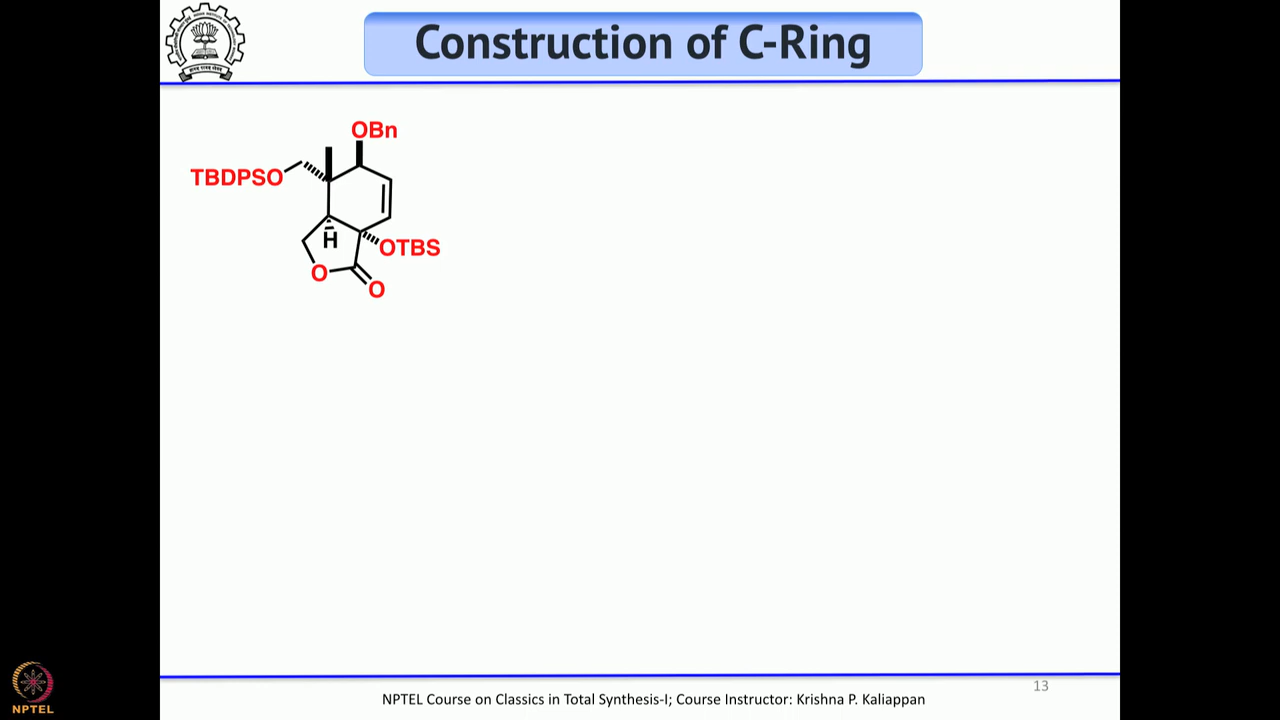 Construction of C-Ring
OBn
TBDPSO
H
OTBS
O
O
13
NPTEL Course on Classics in Total Synthesis-I; Course Instructor: Krishna P. Kaliappan
NPTEL